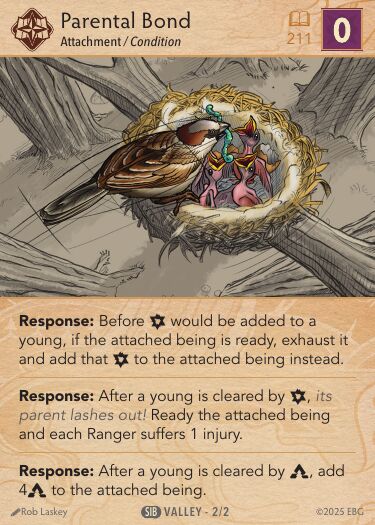 Parental Bond
Attachment / Condition
211
0
Response: Before would be added to a
young, if the attached being is ready, exhaust it
and add that to the attached being instead.
Response: After a young is cleared by , its
parent lashes out! Ready the attached being
and each Ranger suffers 1 injury.
Response: After a young is cleared by , add
4 to the attached being.
Rob Laskey
SIB VALLEY - 2/2
©2025 EBG